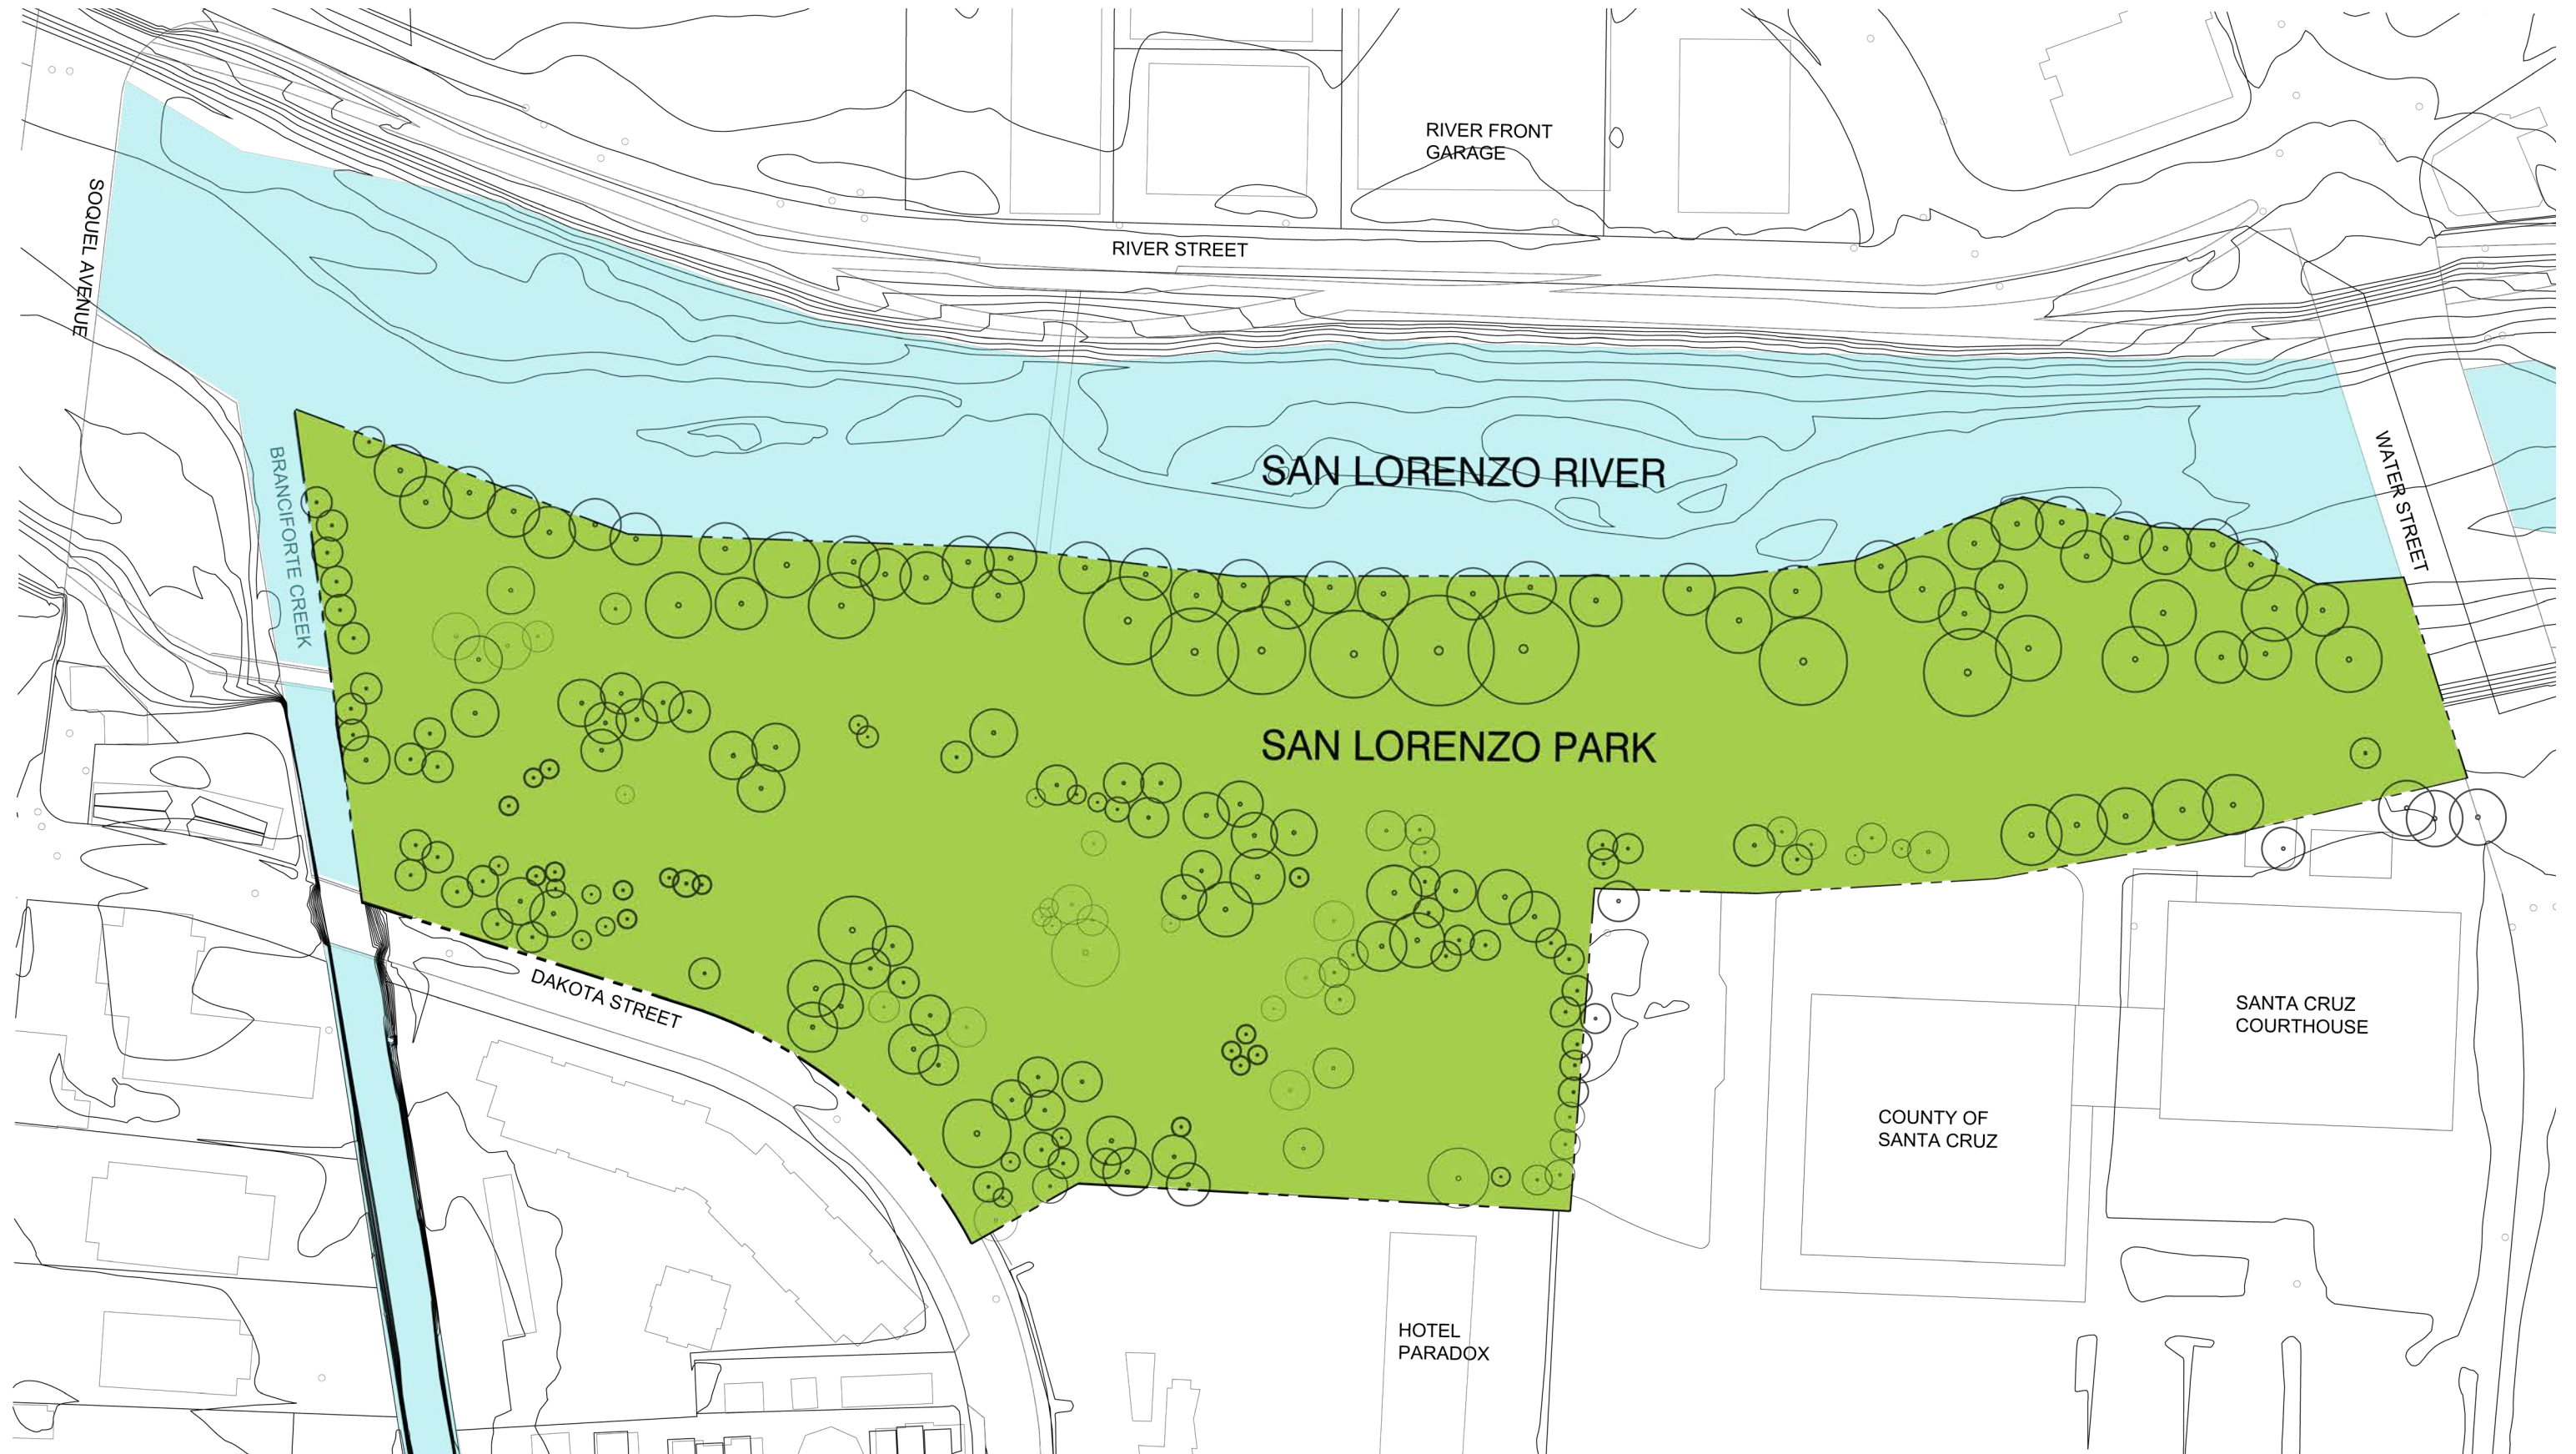 RIVER FRONT
GARAGE
SOQUEL AVENUE
RIVER STREET
SAN LORENZO RIVER
WATER STREET
BRANCIFORTE CREEK
SAN LORENZO PARK
DAKOTA STREET
SANTA CRUZ
COURTHOUSE
COUNTY OF
SANTA CRUZ
HOTEL
PARADOX